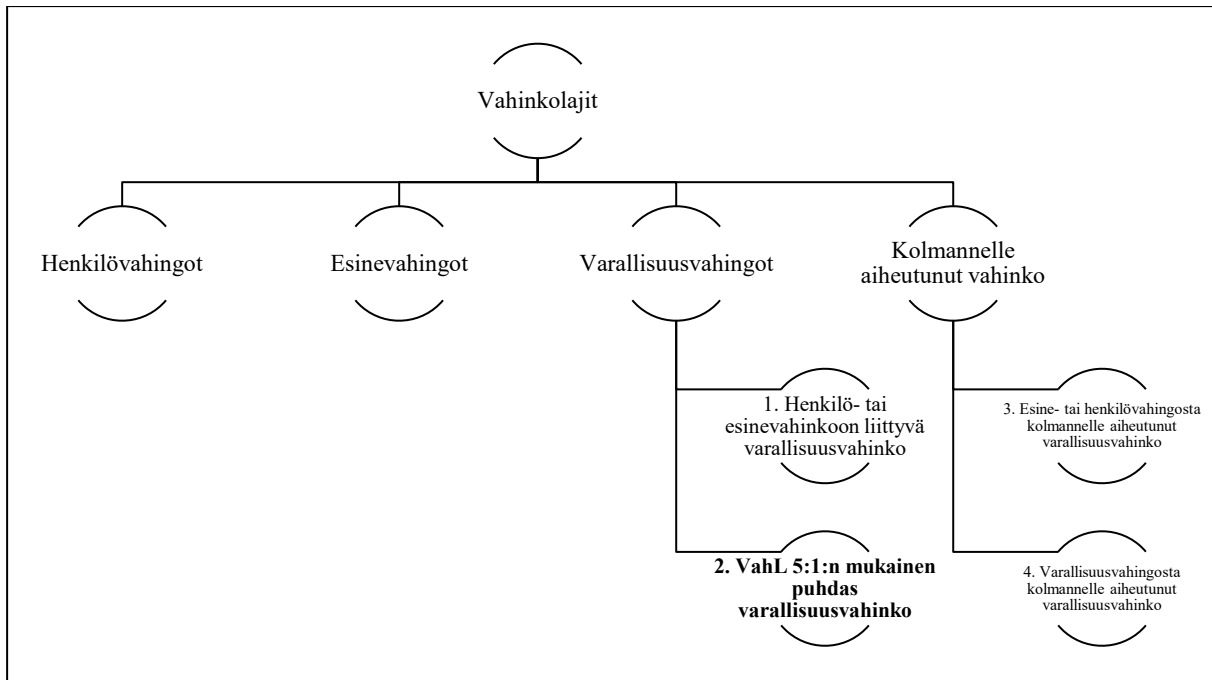 Vahinkolajit
Henkilövahingot
Esinevahingot
Varallisuusvahingot
Kolmannelle
aiheutunut vahinko
1. Henkilö- tai
esinevahinkoon liittyvä
varallisuusvahinko
3. Esine- tai henkilövahingosta
kolmannelle aiheutunut
varallisuusvahinko
2. VahL 5:1:n mukainen
puhdas
varallisuusvahinko
4. Varallisuusvahingosta
kolmannelle aiheutunut
varallisuusvahinko